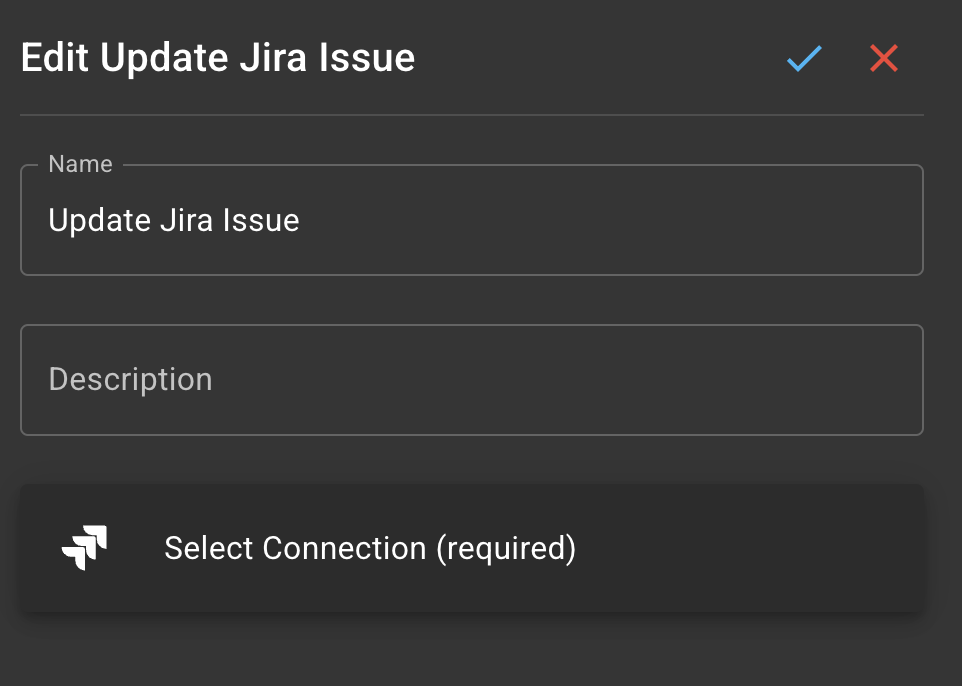 Edit Update Jira Issue
Name
Update Jira Issue
Description
Select Connection (required)